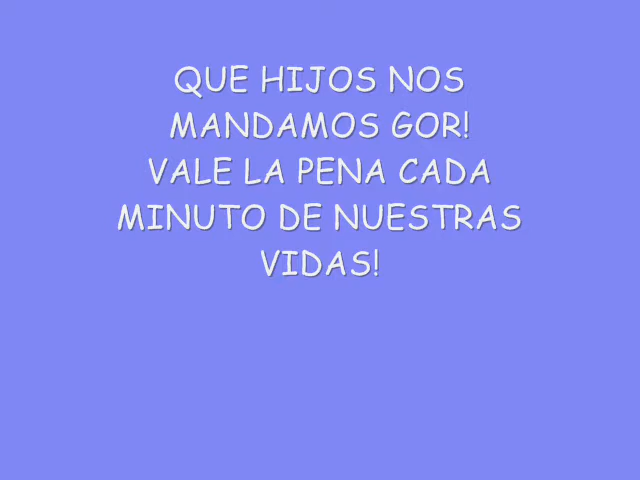 QUE HIJOS NOS
MANDAMOS GOR!
VALE LA PENA CADA
MINUTO DE NUESTRAS
VIDAS!